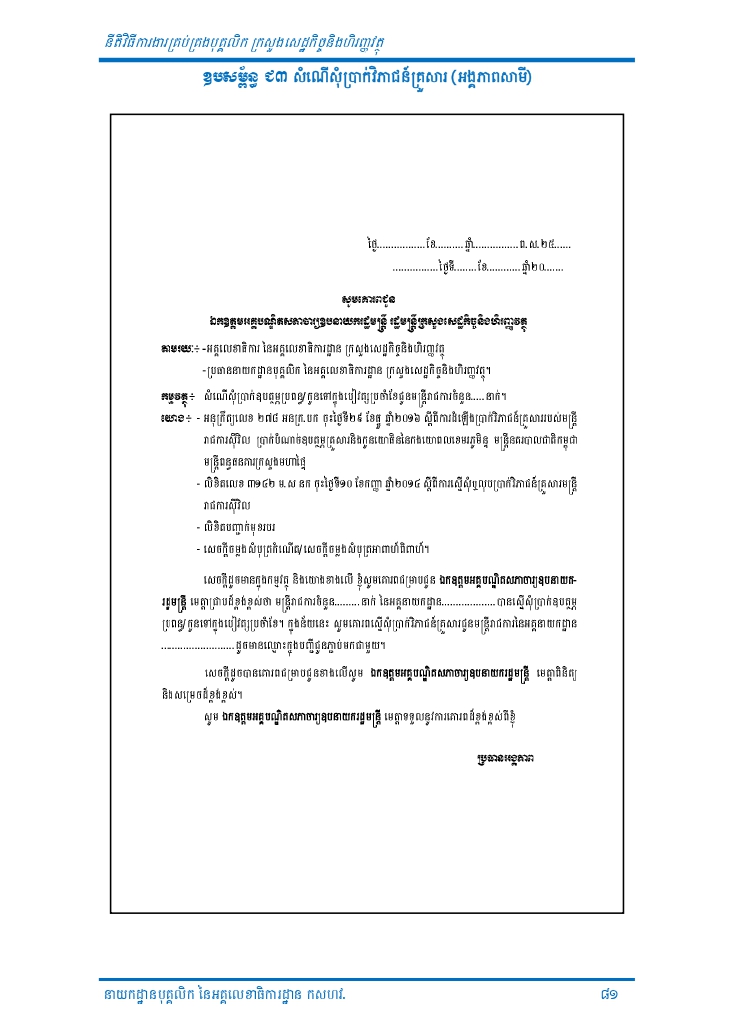 នីតិវិធីការងារគ្រប់គ្រងបុគ្គលិក ក្រសួងសេដ្ឋកិច្ចនិងហិរញ្ញវត្ថុ
ឧបសម្ព័ន្ធ ៨៣ សំណើសុំប្រាក់វិភាជន៍គ្រួសារ (អង្គភាពសាមី)
ថ្ងៃ................. ខែ.......... ឆ្នាំ................ ព.ស.២៥......
................ ថ្ងៃទី........ ខែ............ ឆ្នាំ២០.......
សូមគោរពជូន
ឯកឧត្តមអគ្គបណ្ឌិតសភាចារ្យឧបនាយករដ្ឋមន្ត្រី រដ្ឋមន្ត្រីក្រសួងសេដ្ឋកិច្ចនិងហិរញ្ញវត្ថុ
តាមរយៈ៖ -អគ្គលេខាធិការ នៃអគ្គលេខាធិការដ្ឋាន ក្រសួងសេដ្ឋកិច្ចនិងហិរញ្ញវត្ថុ
-ប្រធាននាយកដ្ឋានបុគ្គលិក នៃអគ្គលេខាធិការដ្ឋាន ក្រសួងសេដ្ឋកិច្ចនិងហិរញ្ញវត្ថុ។
កម្មវត្ថុ៖ សំណើសុំប្រាក់ឧបត្ថម្ភប្រពន្ធ/កូនទៅក្នុងបៀវត្សប្រចាំខែជូនមន្ត្រីរាជការចំនួន..... នាក់។
យោង៖ - អនុក្រឹត្យលេខ ២៧៨ អនក្រ.បក ចុះថ្ងៃទី២៩ ខែធ្នូ ឆ្នាំ២០១៦ ស្តីពីការដំឡើងប្រាក់វិភាជន៍គ្រួសាររបស់មន្ត្រី
រាជការស៊ីវិល ប្រាក់បំណាច់ឧបត្ថម្ភគ្រួសារនិងកូនយោធិននៃកងយោធពលខេមរភូមិន្ទ មន្ត្រីនគរបាលជាតិកម្ពុជា
មន្ត្រីពន្ធធនការក្រសួងមហាផ្ទៃ
- លិខិតលេខ ៣១៤២ ម.ស នក ចុះថ្ងៃទី១០ ខែកញ្ញា ឆ្នាំ២០១៤ ស្តីពីការស្នើសុំឬលុបប្រាក់វិភាជន៍គ្រួសារមន្ត្រី
រាជការស៊ីវិល
- លិខិតបញ្ជាក់មុខរបរ
- សេចក្តីចម្លងសំបុត្រកំណើត/សេចក្តីចម្លងសំបុត្រអាពាហ៍ពិពាហ៍។
សេចក្តីដូចមានក្នុងកម្មវត្ថុ និងយោងខាងលើ ខ្ញុំសូមគោរពជម្រាបជូន ឯកឧត្តមអគ្គបណ្ឌិតសភាចារ្យឧបនាយក-
រដ្ឋមន្ត្រី មេត្តាជ្រាបដ៏ខ្ពង់ខ្ពស់ថា មន្ត្រីរាជការចំនួន......... នាក់ នៃអគ្គនាយកដ្ឋាន................... បានស្នើសុំប្រាក់ឧបត្ថម្ភ
ប្រពន្ធ/កូនទៅក្នុងបៀវត្សប្រចាំខែ។ ក្នុងន័យនេះ សូមគោរពស្នើសុំប្រាក់វិភាជន៍គ្រួសារជូនមន្ត្រីរាជការនៃអគ្គនាយកដ្ឋាន
.......................... ដូចមានឈ្មោះក្នុងបញ្ជីជូនភ្ជាប់មកជាមួយ។
សេចក្តីដូចបានគោរពជម្រាបជូនខាងលើសូម ឯកឧត្តមអគ្គបណ្ឌិតសភាចារ្យឧបនាយករដ្ឋមន្ត្រី មេត្តាពិនិត្យ
និងសម្រេចដ៏ខ្ពង់ខ្ពស់។
សូម ឯកឧត្តមអគ្គបណ្ឌិតសភាចារ្យឧបនាយករដ្ឋមន្ត្រី មេត្តាទទួលនូវការគោរពដ៏ខ្ពង់ខ្ពស់ពីខ្ញុំ
ប្រធានអង្គភាព
នាយកដ្ឋានបុគ្គលិក នៃអគ្គលេខាធិការដ្ឋាន កសហវ.
៨១